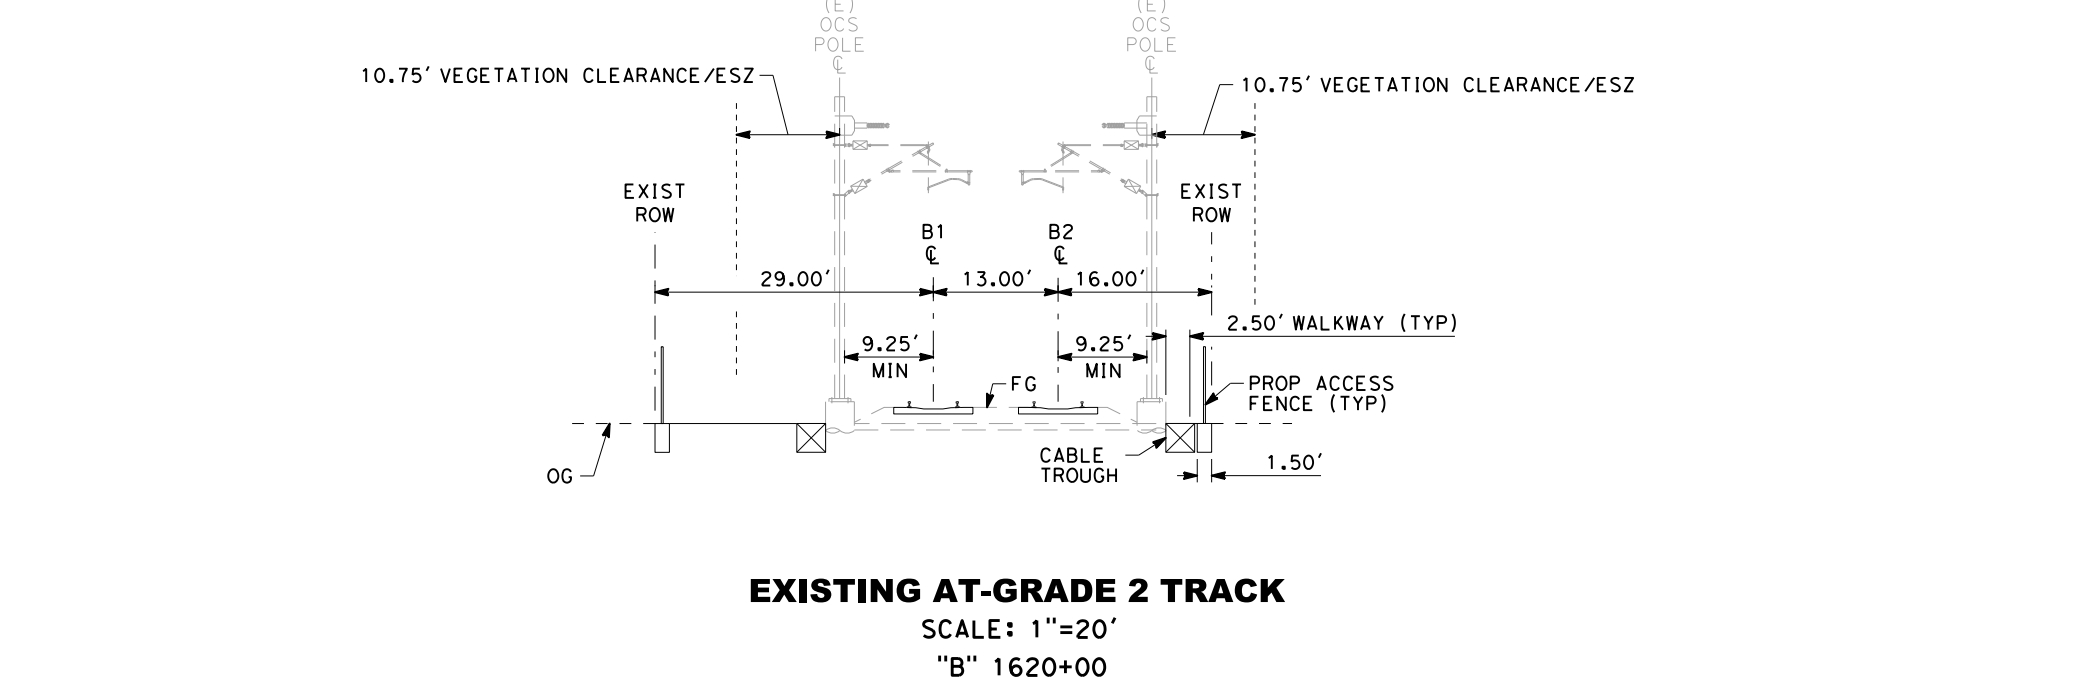 (E)
OCS
POLE
℄
(E)
OCS
POLE
℄
10.75' VEGETATION CLEARANCE/ESZ
10.75' VEGETATION CLEARANCE/ESZ
EXIST
ROW
EXIST
ROW
B1
℄
B2
℄
29.00'
13.00'
16.00'
2.50' WALKWAY (TYP)
9.25'
MIN
9.25'
MIN
FG
PROP ACCESS
FENCE (TYP)
CABLE
TROUGH
1.50'
OG
EXISTING AT-GRADE 2 TRACK
SCALE: 1"=20'
"B" 1620+00